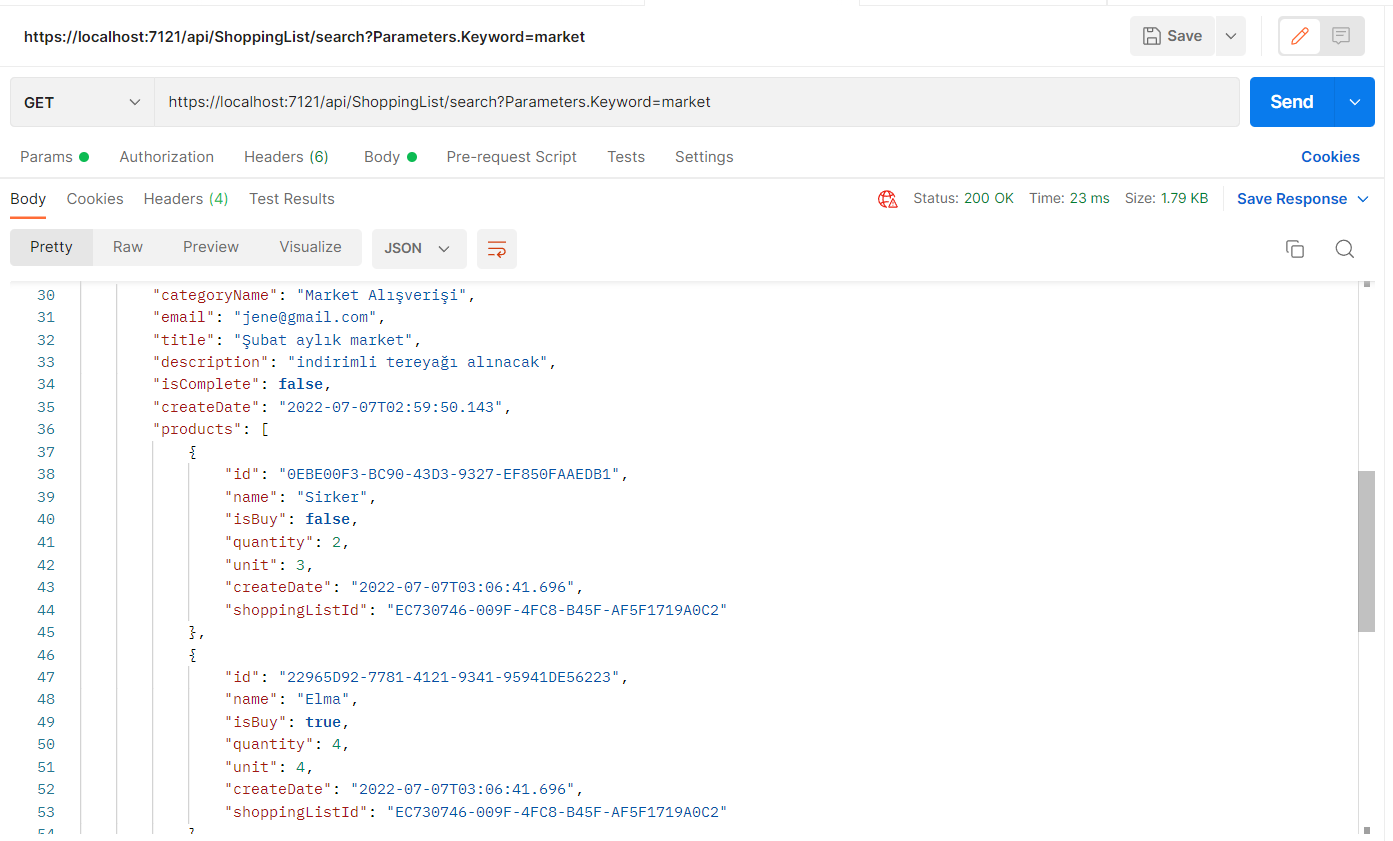 https://localhost:7121/api/ShoppingList/search?Parameters.Keyword=market
Save
GET
https://localhost:7121/api/ShoppingList/search?Parameters.Keyword=market
Send
Params Authorization Headers (6) Body Pre-request Script Tests Settings Cookies
Body Cookies Headers (4) Test Results Status: 200 OK Time: 23 ms Size: 1.79 KB Save Response
Pretty Raw Preview Visualize JSON
30 "categoryName": "Market Alışverişi",
31 "email": "jene@gmail.com",
32 "title": "Şubat aylık market",
33 "description": "indirimli tereyağı alınacak",
34 "isComplete": false,
35 "createDate": "2022-07-07T02:59:50.143",
36 "products": [
37 {
38 "id": "0EBE00F3-BC90-43D3-9327-EF850FAAEDB1",
39 "name": "Sirker",
40 "isBuy": false,
41 "quantity": 2,
42 "unit": 3,
43 "createDate": "2022-07-07T03:06:41.696",
44 "shoppingListId": "EC730746-009F-4FC8-B45F-AF5F1719A0C2"
45 },
46 {
47 "id": "22965D92-7781-4121-9341-95941DE56223",
48 "name": "Elma",
49 "isBuy": true,
50 "quantity": 4,
51 "unit": 4,
52 "createDate": "2022-07-07T03:06:41.696",
53 "shoppingListId": "EC730746-009F-4FC8-B45F-AF5F1719A0C2"
54 }